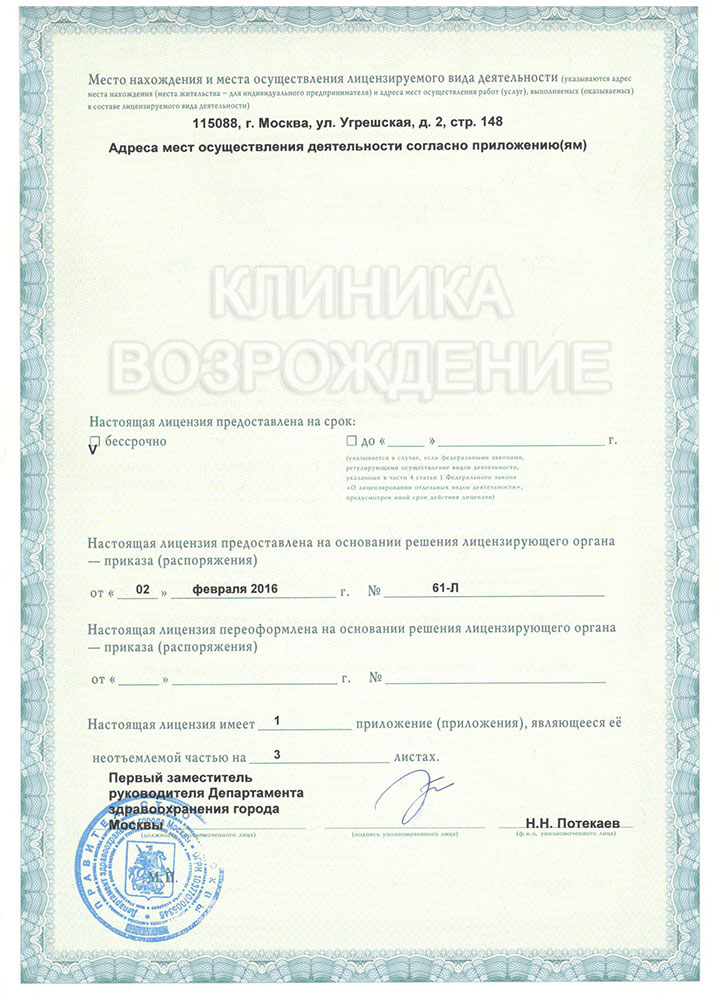 Место нахождения и места осуществления лицензируемого вида деятельности (указываются адрес
места нахождения (места жительства – для индивидуального предпринимателя) и адреса мест осуществления работ (услуг), выполняемых (оказываемых)
в составе лицензируемого вида деятельности)
115088, г. Москва, ул. Угрешская, д. 2, стр. 148
Адреса мест осуществления деятельности согласно приложению(ям)
КЛИНИКА
ВОЗРОЖДЕНИЕ
Настоящая лицензия предоставлена на срок:
V бессрочно
до « _____ » _________________________ г.
(указывается в случае, если федеральными законами,
регулирующими осуществление видов деятельности,
указанных в части 4 статьи 1 Федерального закона
«О лицензировании отдельных видов деятельности»,
предусмотрен иной срок действия лицензии)
Настоящая лицензия предоставлена на основании решения лицензирующего органа
— приказа (распоряжения)
от « 02 » февраля 2016 г. № 61-Л
Настоящая лицензия переоформлена на основании решения лицензирующего органа
— приказа (распоряжения)
от « _____ » _____________________ г. № ____________________________
Настоящая лицензия имеет 1 приложение (приложения), являющееся её
неотъемлемой частью на 3 листах.
Первый заместитель
руководителя Департамента
здравоохранения города
Москвы
Н.Н. Потекаев
(должность уполномоченного лица)
(подпись уполномоченного лица)
(ф.и.о. уполномоченного лица)
М.П.